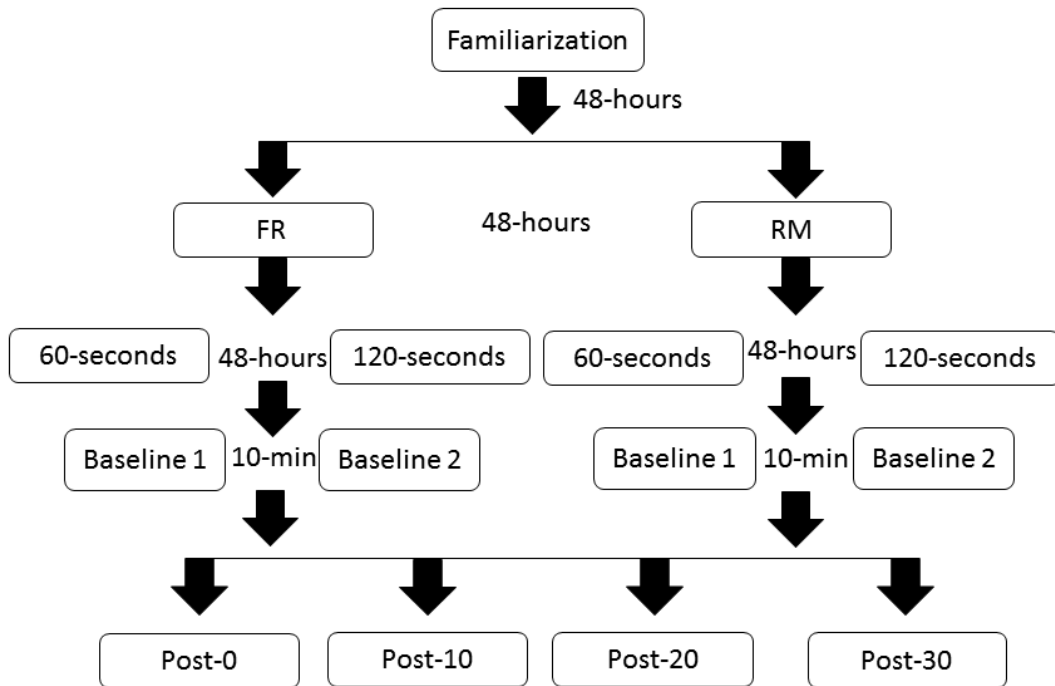 Familiarization
48-hours
FR
48-hours
RM
60-seconds
48-hours
120-seconds
60-seconds
48-hours
120-seconds
Baseline 1
10-min
Baseline 2
Baseline 1
10-min
Baseline 2
Post-0
Post-10
Post-20
Post-30